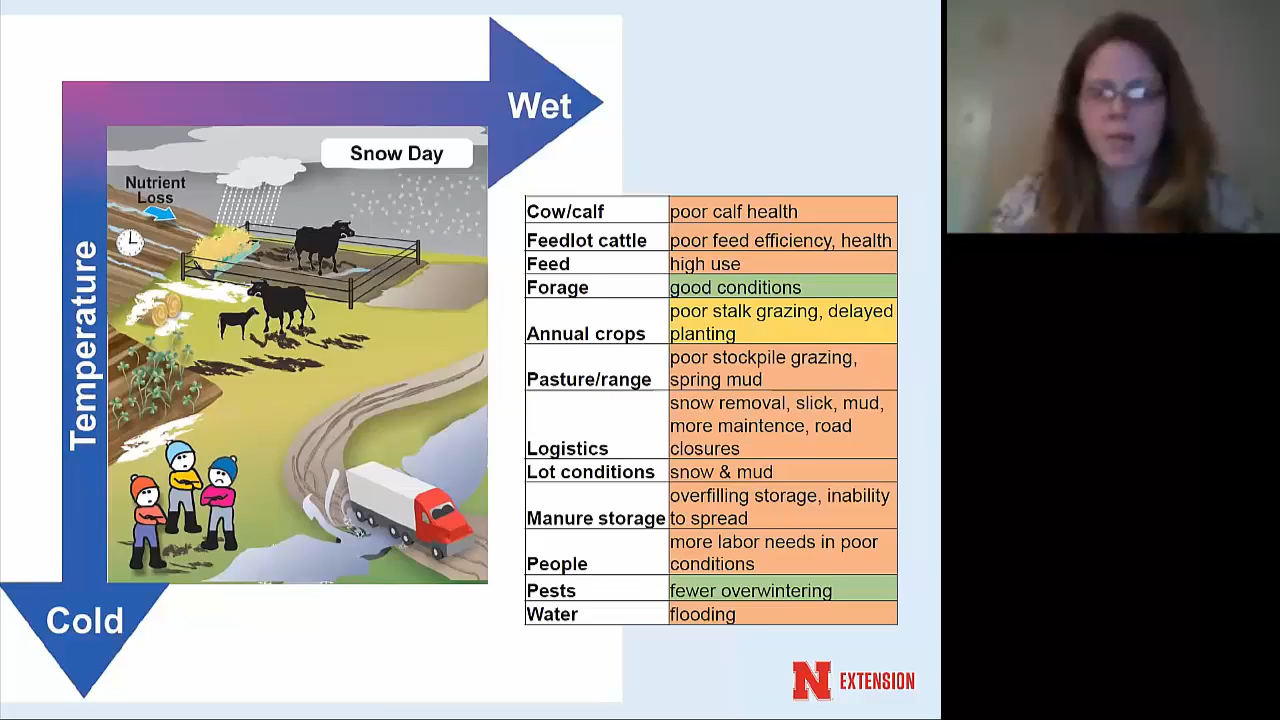 Wet
Snow Day
Nutrient
Loss
Temperature
Cold
Cow/calf poor calf health
Feedlot cattle poor feed efficiency, health
Feed high use
Forage good conditions
poor stalk grazing, delayed
Annual crops planting
poor stockpile grazing,
Pasture/range spring mud
snow removal, slick, mud,
more maintence, road
Logistics closures
Lot conditions snow & mud
overfilling storage, inability
Manure storage to spread
more labor needs in poor
People conditions
Pests fewer overwintering
Water flooding
N EXTENSION